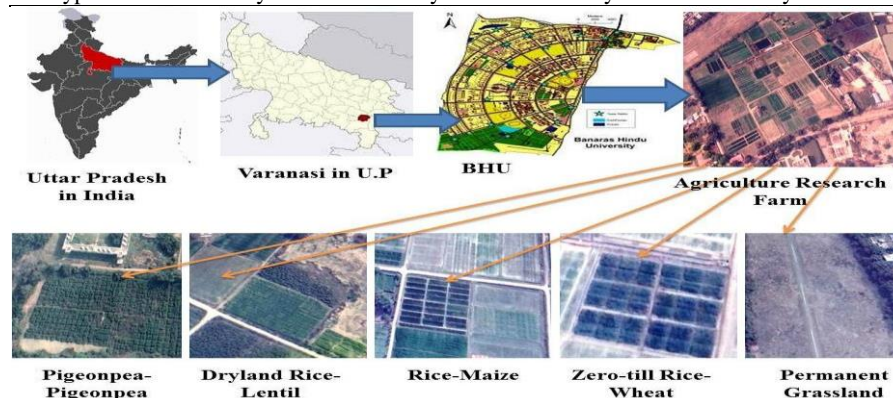 Uttar Pradesh
in India
Varanasi in U.P
BHU
Banaras Hindu
University
Agriculture Research
Farm
Pigeonpea-
Pigeonpea
Dryland Rice-
Lentil
Rice-Maize
Zero-till Rice-
Wheat
Permanent
Grassland